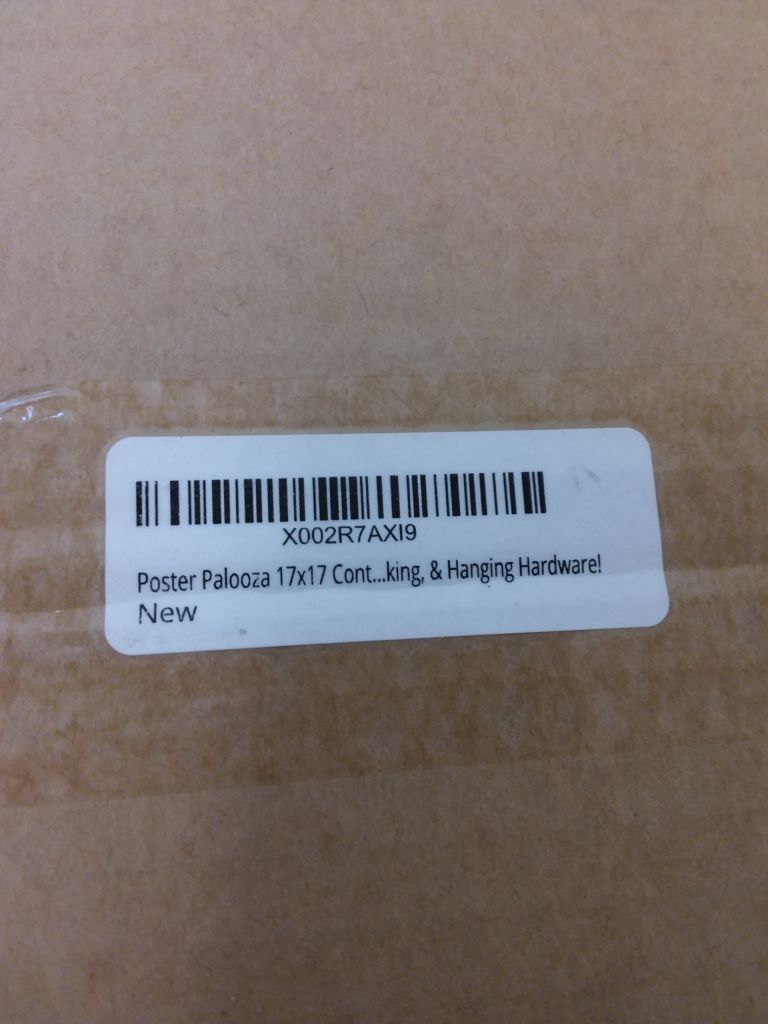 X002R7AXI9
Poster Palooza 17x17 Cont...king, & Hanging Hardware!
New